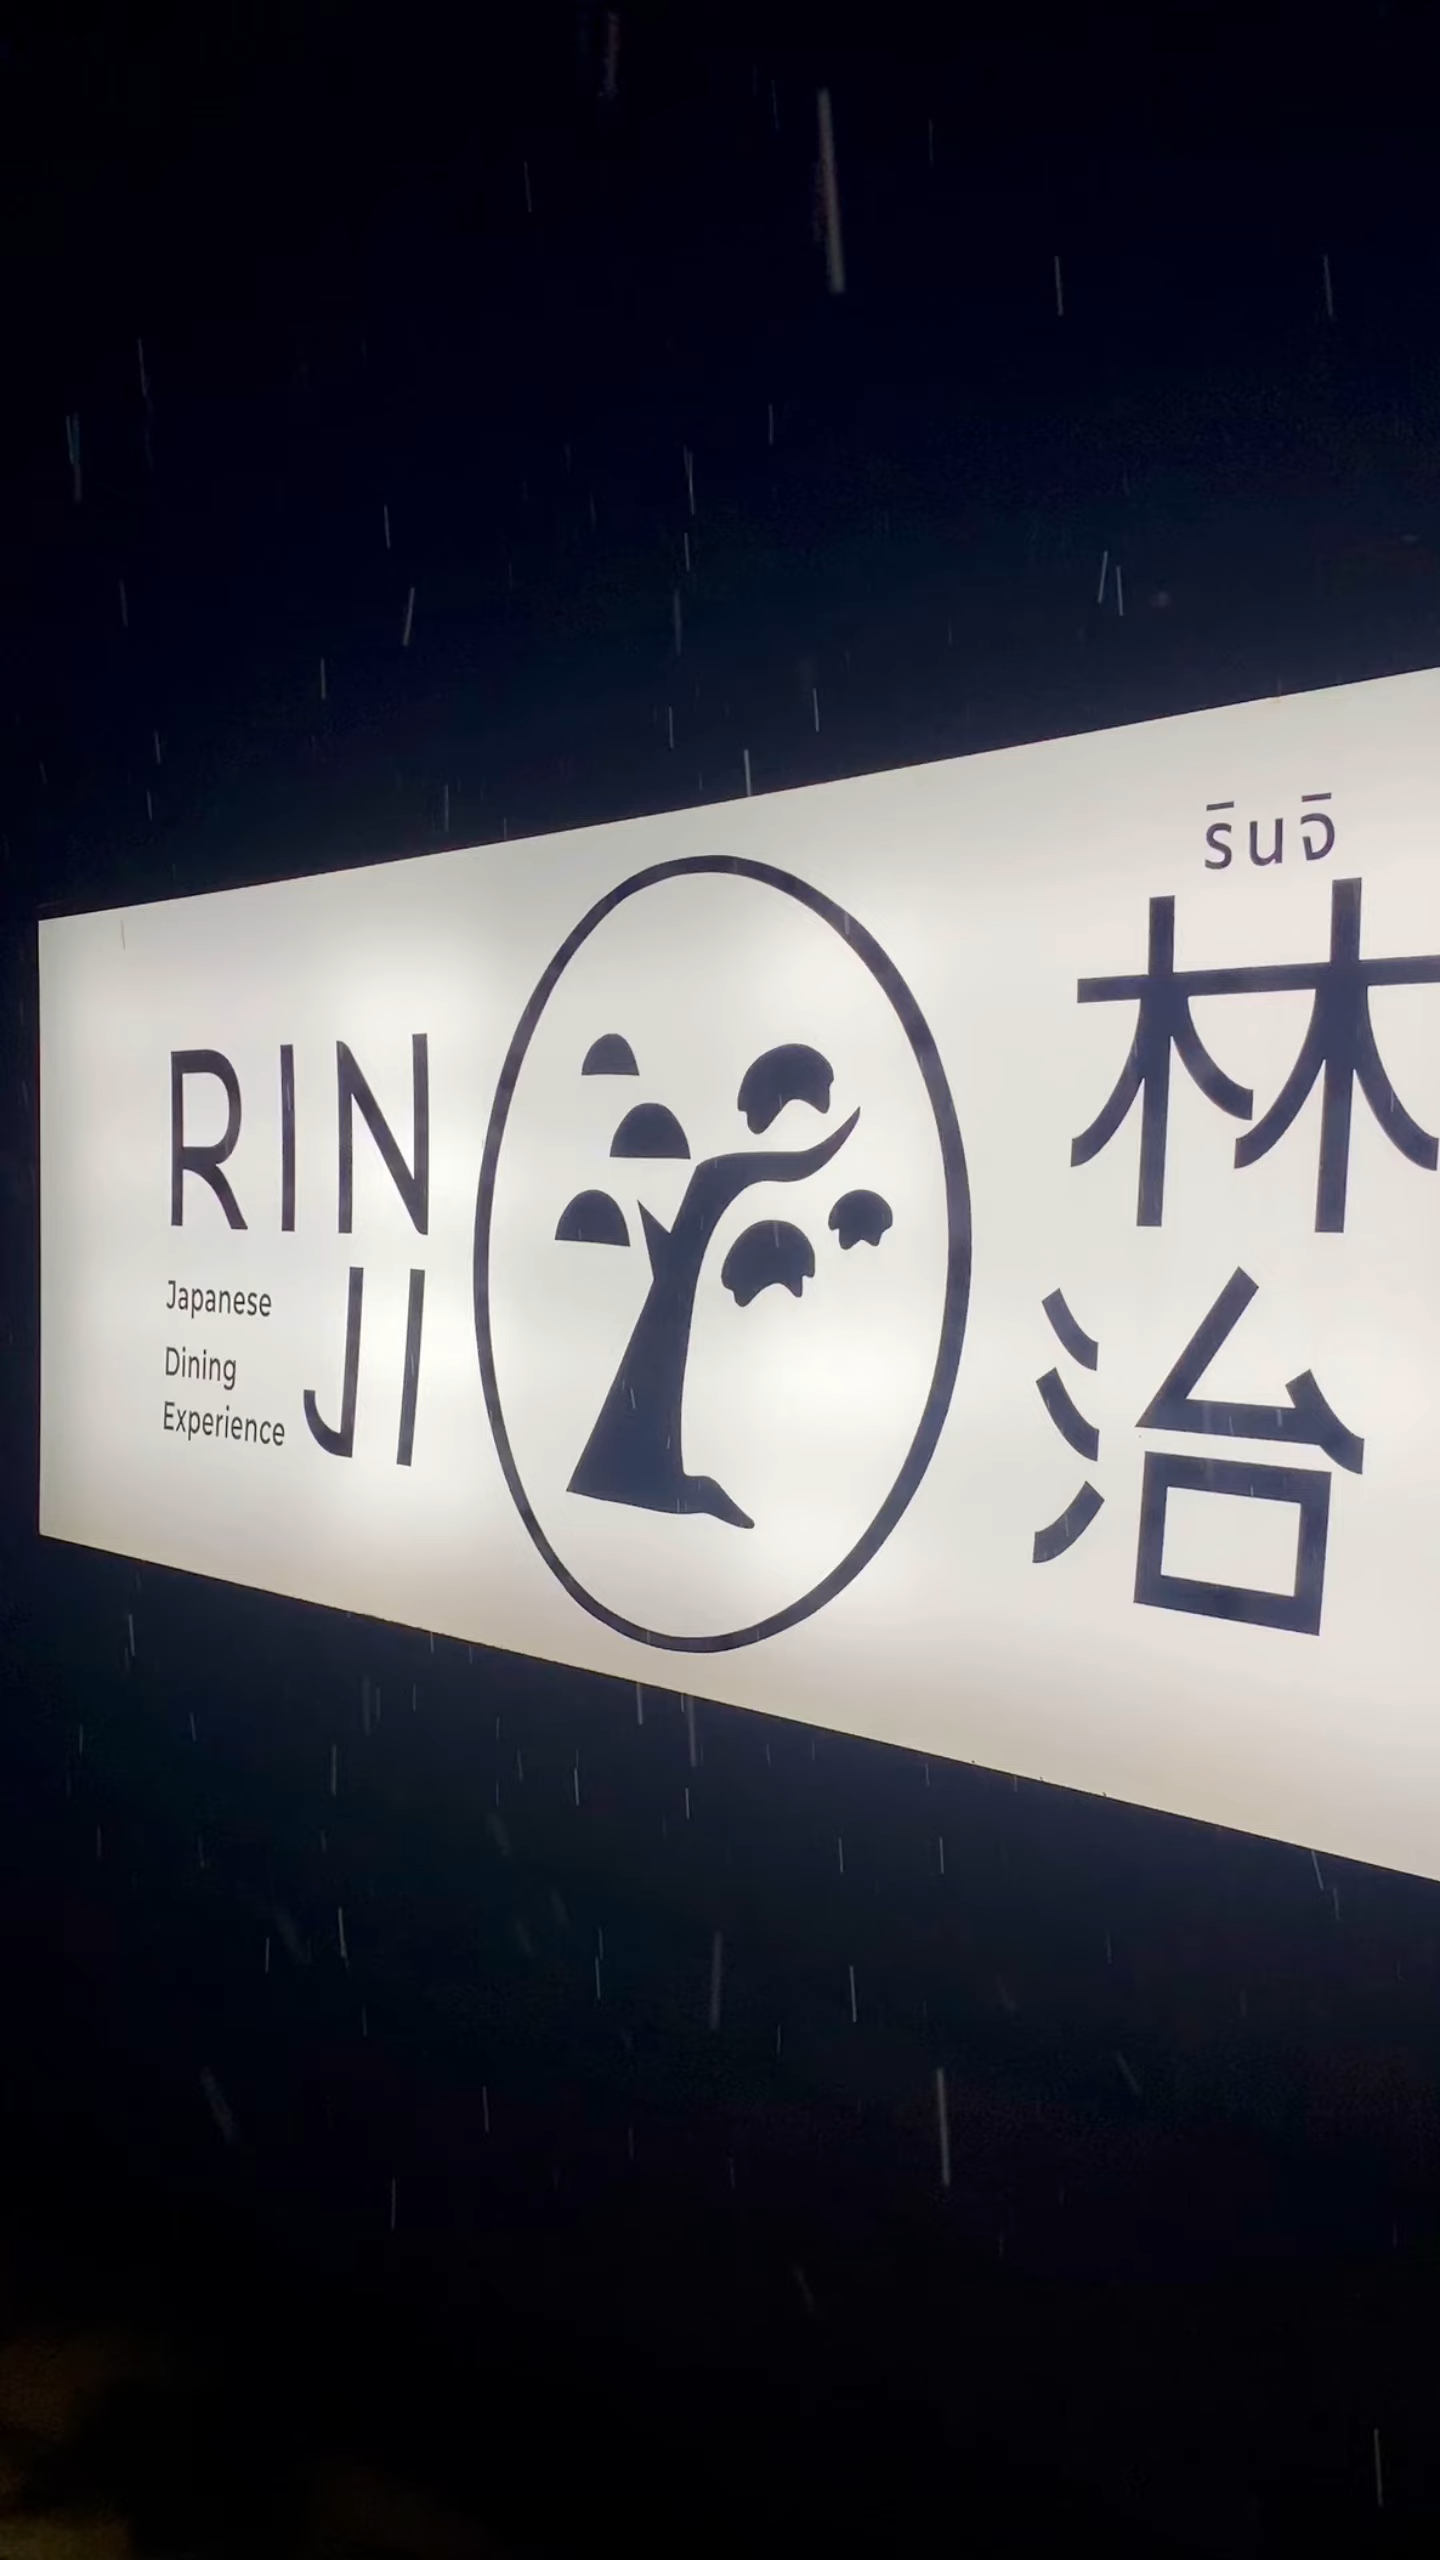 RIN
JI
Japanese
Dining
Experience
รินจิ
林
治